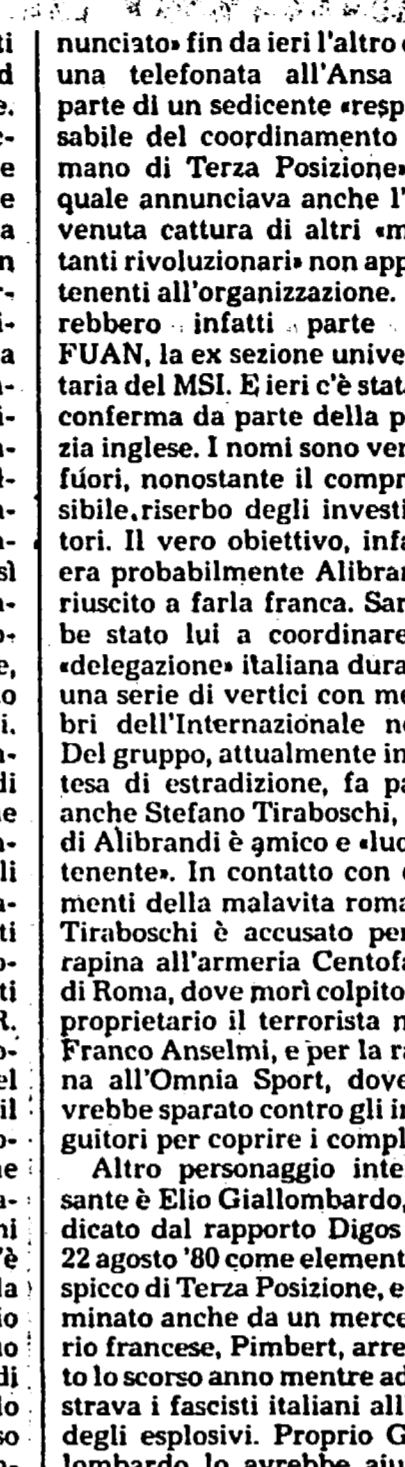 nunciato» fin da ieri l'altro
una telefonata all'Ansa
parte di un sedicente «resp
sabile del coordinamento
mano di Terza Posizione»
quale annunciava anche l'
venuta cattura di altri «m
tanti rivoluzionari» non app
tenenti all'organizzazione.
rebbero infatti parte
FUAN, la ex sezione unive
taria del MSI. E ieri c'è stat
conferma da parte della p
zia inglese. I nomi sono ver
fuori, nonostante il compr
sibile riserbo degli investi
tori. Il vero obiettivo, infa
era probabilmente Alibra
riuscito a farla franca. Sar
be stato lui a coordinare
«delegazione» italiana dura
una serie di vertici con me
bri dell'Internazionale n
Del gruppo, attualmente in
tesa di estradizione, fa pa
anche Stefano Tiraboschi,
di Alibrandi è amico e «luo
tenente». In contatto con
menti della malavita roma
Tiraboschi è accusato per
rapina all'armeria Centofa
di Roma, dove morì colpito
proprietario il terrorista n
Franco Anselmi, e per la ra
na all'Omnia Sport, dove
vrebbe sparato contro gli in
guitori per coprire i compl
Altro personaggio inte
sante è Elio Giallombardo,
dicato dal rapporto Digos
22 agosto '80 come element
spicco di Terza Posizione, e
minato anche da un merce
rio francese, Pimbert, arre
to lo scorso anno mentre ad
strava i fascisti italiani all
degli esplosivi. Proprio G
lombardo lo avrebbe aiu